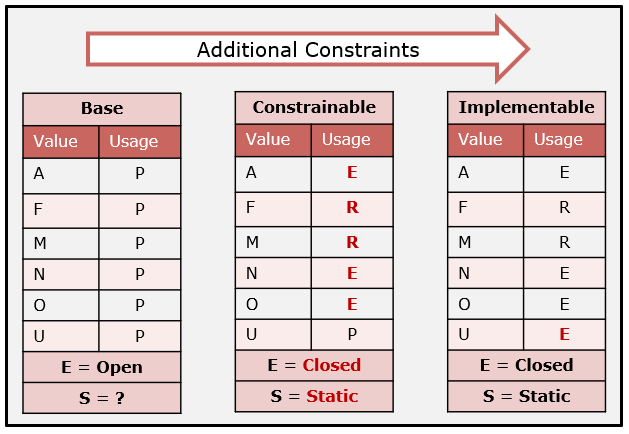 Additional Constraints
Base
Value Usage
A P
F P
M P
N P
O P
U P
E = Open
S = ?
Constrainable
Value Usage
A E
F R
M R
N E
O E
U P
E = Closed
S = Static
Implementable
Value Usage
A E
F R
M R
N E
O E
U E
E = Closed
S = Static